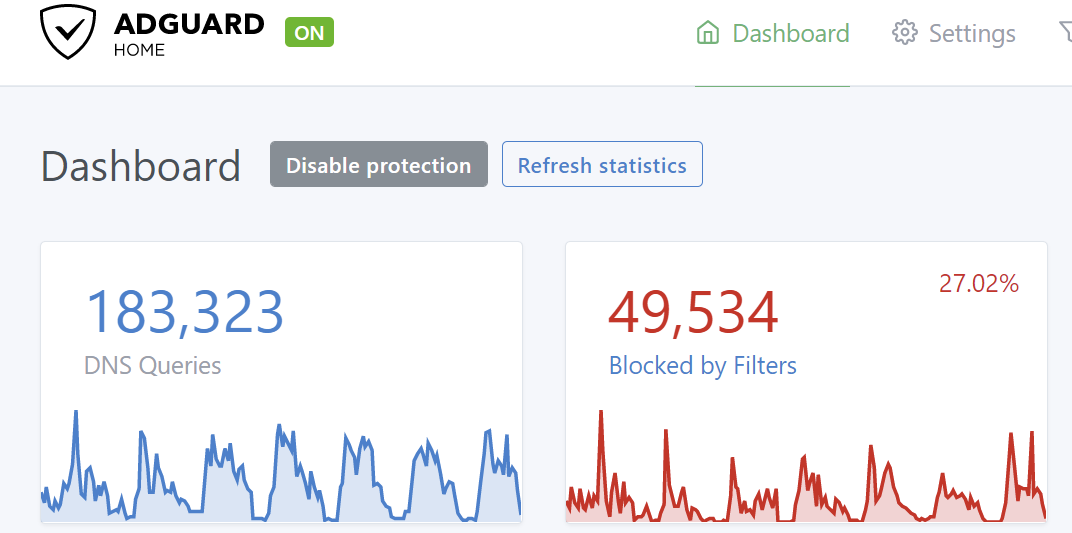 ADGUARD
HOME
ON
Dashboard
Settings
Dashboard
Disable protection
Refresh statistics
183,323
DNS Queries
27.02%
49,534
Blocked by Filters